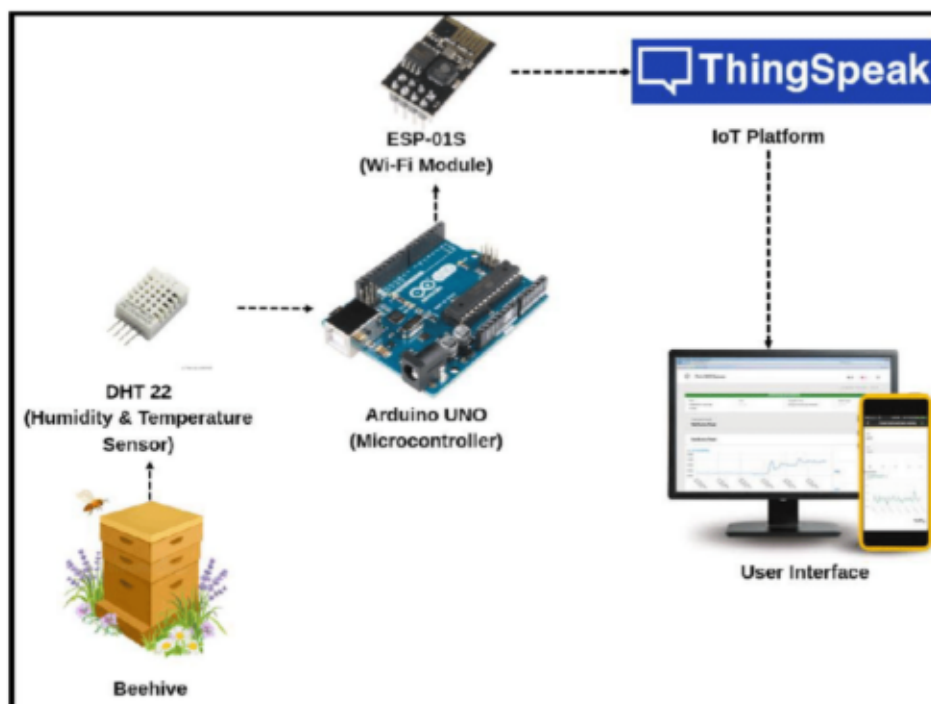 ThingSpeak
ESP-01S
(Wi-Fi Module)
IoT Platform
DHT 22
(Humidity & Temperature
Sensor)
Arduino UNO
(Microcontroller)
User Interface
Beehive